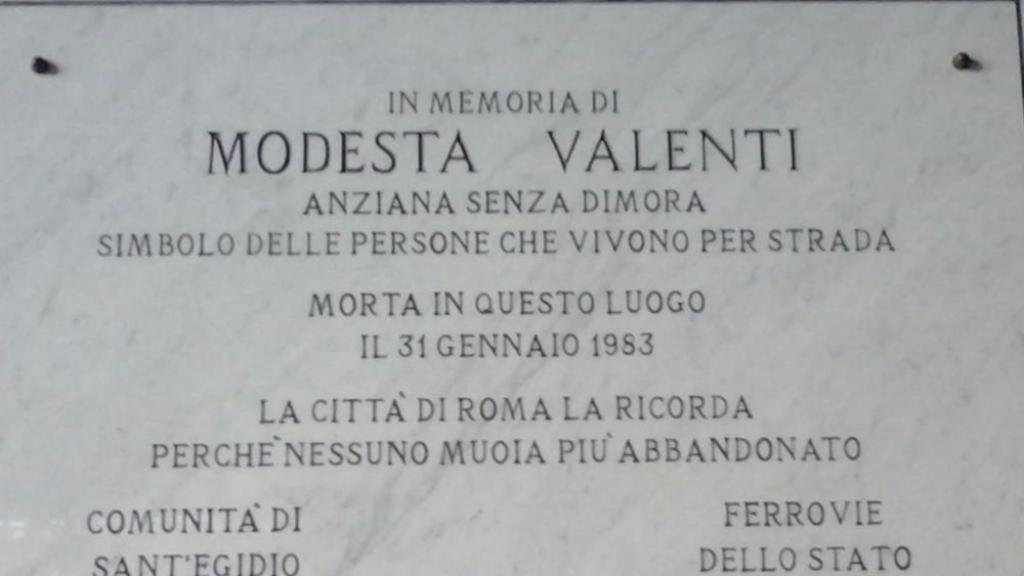 IN MEMORIA DI
MODESTA VALENTI
ANZIANA SENZA DIMORA
SIMBOLO DELLE PERSONE CHE VIVONO PER STRADA
MORTA IN QUESTO LUOGO
IL 31 GENNAIO 1983
LA CITTÀ DI ROMA LA RICORDA
PERCHÈ NESSUNO MUOIA PIÙ ABBANDONATO
COMUNITÀ DI FERROVIE
SANT'EGIDIO DELLO STATO